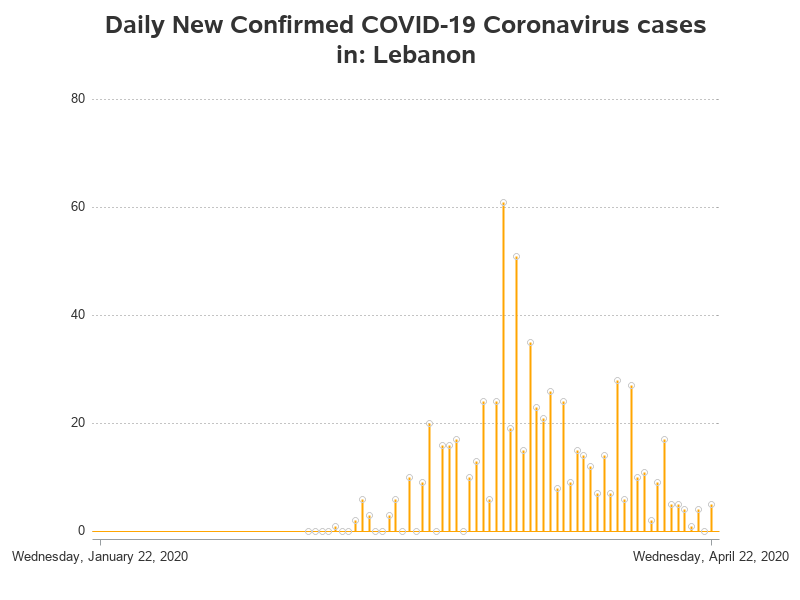 Daily New Confirmed COVID-19 Coronavirus cases
in: Lebanon
80
60
40
20
0
Wednesday, January 22, 2020 Wednesday, April 22, 2020